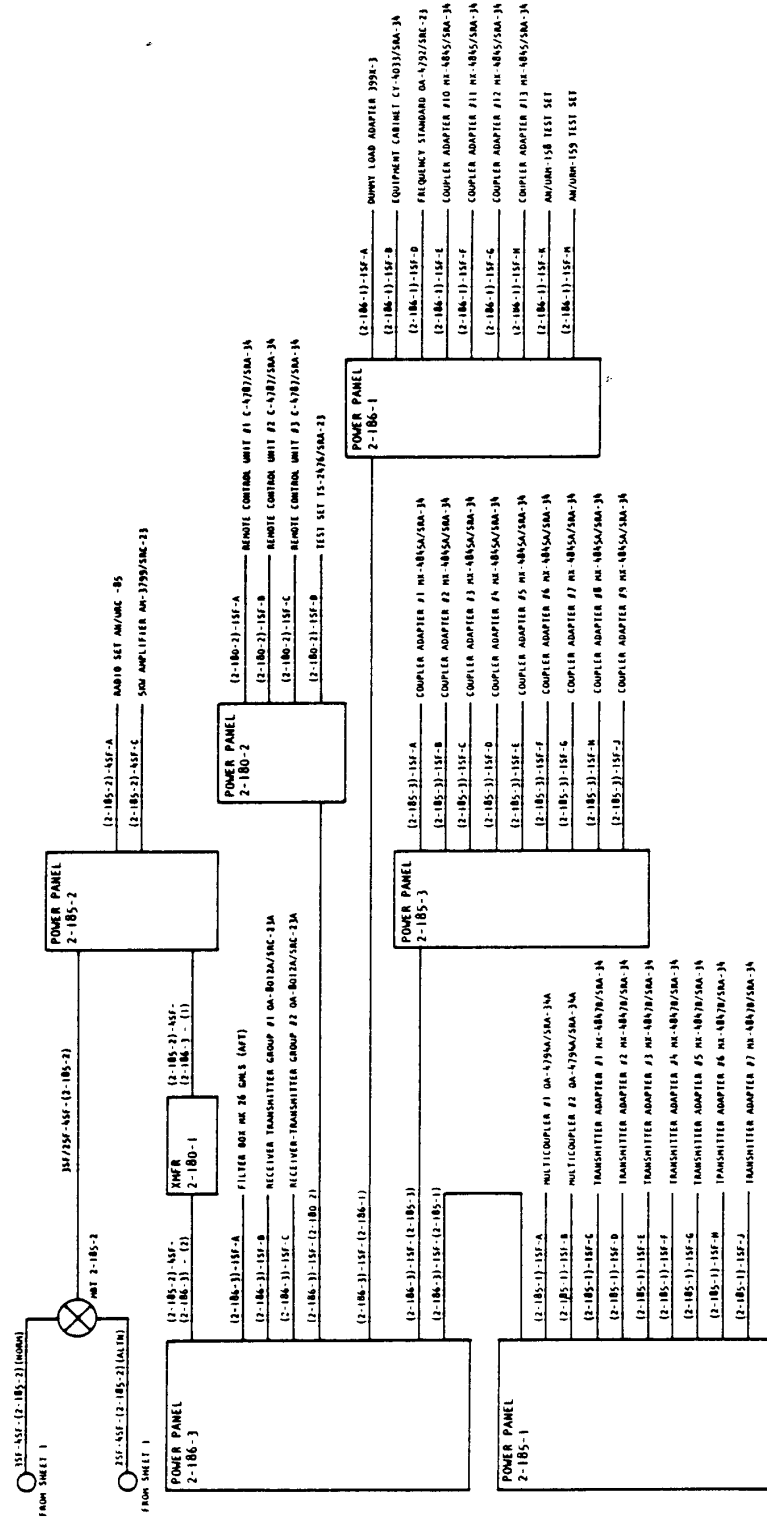 3SF-4SF-(2-185-2)(NORM)
FROM SHEET 1
2SF-4SF-(2-185-2)(ALTN)
FROM SHEET 1
MBT 2-185-2
3SF/2SF-4SF-(2-185-2)
POWER PANEL
2-185-2
(2-185-2)-4SF-A
RADIO SET AN/URC -85
(2-185-2)-4SF-C
5KW AMPLIFIER AM-3799/SRC-23
(2-185-2)-4SF-
(2-186-3 - (1)
XMFR
2-180-1
(2-185-2)-4SF-
(2-186-3) - (2)
POWER PANEL
2-186-3
(2-186-3)-1SF-A
FILTER BOX MK 26 GMLS (AFT)
(2-186-3)-1SF-B
RECEIVER TRANSMITTER GROUP #1 OA-8012A/SRC-23A
(2-186-3)-1SF-C
RECEIVER-TRANSMITTER GROUP #2 OA-8012A/SRC-23A
(2-186-3)-1SF-(2-180-2)
(2-186-3)-1SF-(2-186-1)
(2-186-3)-1SF-(2-185-3)
(2-186-3)-1SF-(2-185-1)
POWER PANEL
2-180-2
(2-180-2)-1SF-A
REMOTE CONTROL UNIT #1 C-4787/SRA-34
(2-180-2)-1SF-B
REMOTE CONTROL UNIT #2 C-4787/SRA-34
(2-180-2)-1SF-C
REMOTE CONTROL UNIT #3 C-4787/SRA-34
(2-180-2)-1SF-D
TEST SET TS-2476/SRA-23
POWER PANEL
2-186-1
(2-186-1)-1SF-A
DUMMY LOAD ADAPTER 399X-3
(2-186-1)-1SF-B
EQUIPMENT CABINET CY-4033/SRA-34
(2-186-1)-1SF-D
FREQUENCY STANDARD OA-4792/SRC-23
(2-186-1)-1SF-E
COUPLER ADAPTER #10 MX-4845/SRA-34
(2-186-1)-1SF-F
COUPLER ADAPTER #11 MX-4845/SRA-34
(2-186-1)-1SF-G
COUPLER ADAPTER #12 MX-4845/SRA-34
(2-186-1)-1SF-H
COUPLER ADAPTER #13 MX-4845/SRA-34
(2-186-1)-1SF-K
AN/URM-158 TEST SET
(2-186-1)-1SF-M
AN/URM-159 TEST SET
POWER PANEL
2-185-3
(2-185-3)-1SF-A
COUPLER ADAPTER #1 MX-4845A/SRA-34
(2-185-3)-1SF-B
COUPLER ADAPTER #2 MX-4845A/SRA-34
(2-185-3)-1SF-C
COUPLER ADAPTER #3 MX-4845A/SRA-34
(2-185-3)-1SF-D
COUPLER ADAPTER #4 MX-4845A/SRA-34
(2-185-3)-1SF-E
COUPLER ADAPTER #5 MX-4845A/SRA-34
(2-185-3)-1SF-F
COUPLER ADAPTER #6 MX-4845A/SRA-34
(2-185-3)-1SF-G
COUPLER ADAPTER #7 MX-4845A/SRA-34
(2-185-3)-1SF-H
COUPLER ADAPTER #8 MX-4845A/SRA-34
(2-185-3)-1SF-J
COUPLER ADAPTER #9 MX-4845A/SRA-34
POWER PANEL
2-185-1
(2-185-1)-1SF-A
MULTICOUPLER #1 OA-4794A/SRA-34A
(2-185-1)-1SF-B
MULTICOUPLER #2 OA-4794A/SRA-34A
(2-185-1)-1SF-C
TRANSMITTER ADAPTER #1 MX-4847B/SRA-34
(2-185-1)-1SF-D
TRANSMITTER ADAPTER #2 MX-4847B/SRA-34
(2-185-1)-1SF-E
TRANSMITTER ADAPTER #3 MX-4847B/SRA-34
(2-185-1)-1SF-F
TRANSMITTER ADAPTER #4 MX-4847B/SRA-34
(2-185-1)-1SF-G
TRANSMITTER ADAPTER #5 MX-4847B/SRA-34
(2-185-1)-1SF-H
TRANSMITTER ADAPTER #6 MX-4847B/SRA-34
(2-185-1)-1SF-J
TRANSMITTER ADAPTER #7 MX-4847B/SRA-34